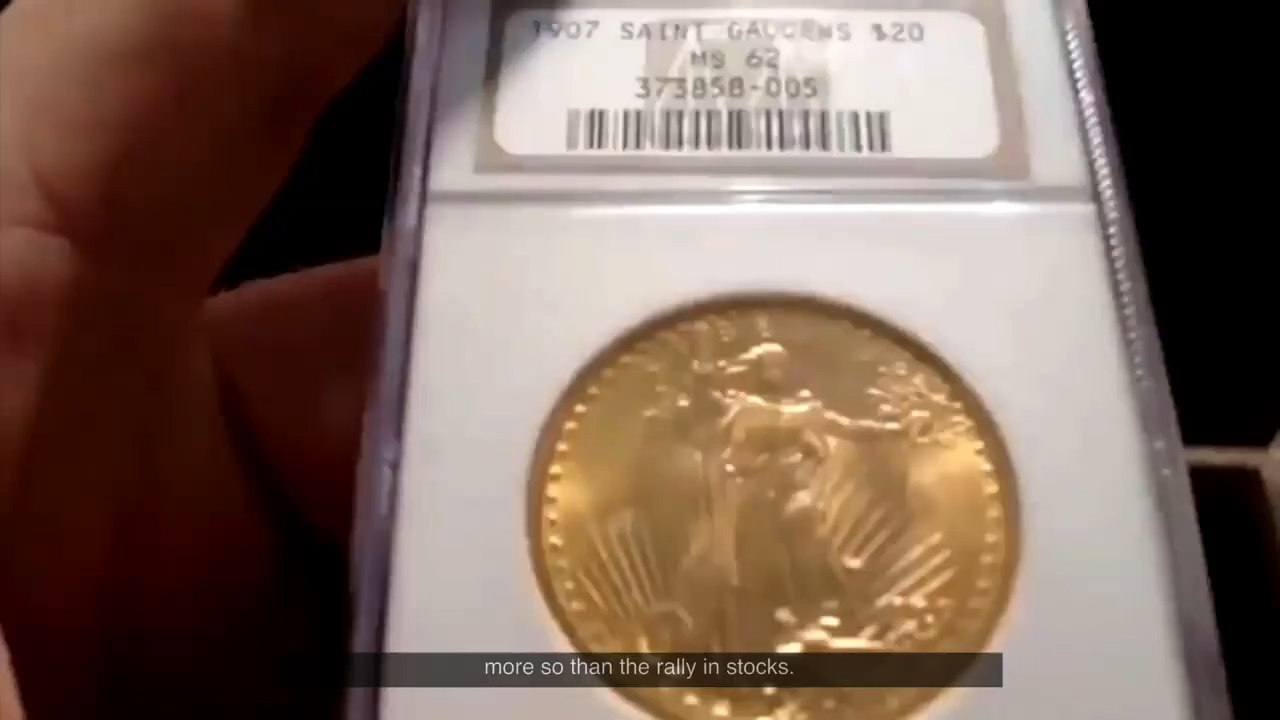 1907 SAINT GAUDENS $20
MS 62
373858-005
more so than the rally in stocks.